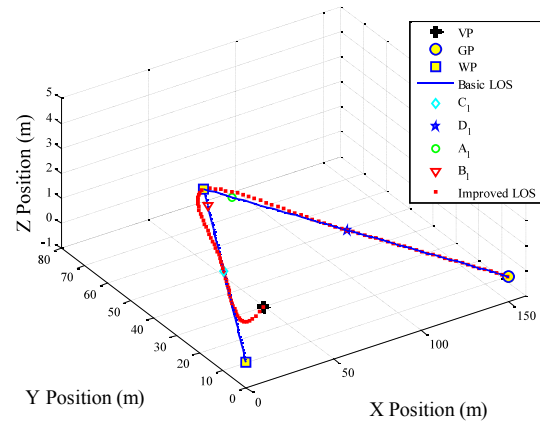 VP
GP
WP
Basic LOS
C1
D1
A1
B1
Improved LOS
Z Position (m)
5
4
3
2
1
0
-1
80
70
60
50
40
30
20
10
0
0
50
100
150
Y Position (m)
X Position (m)